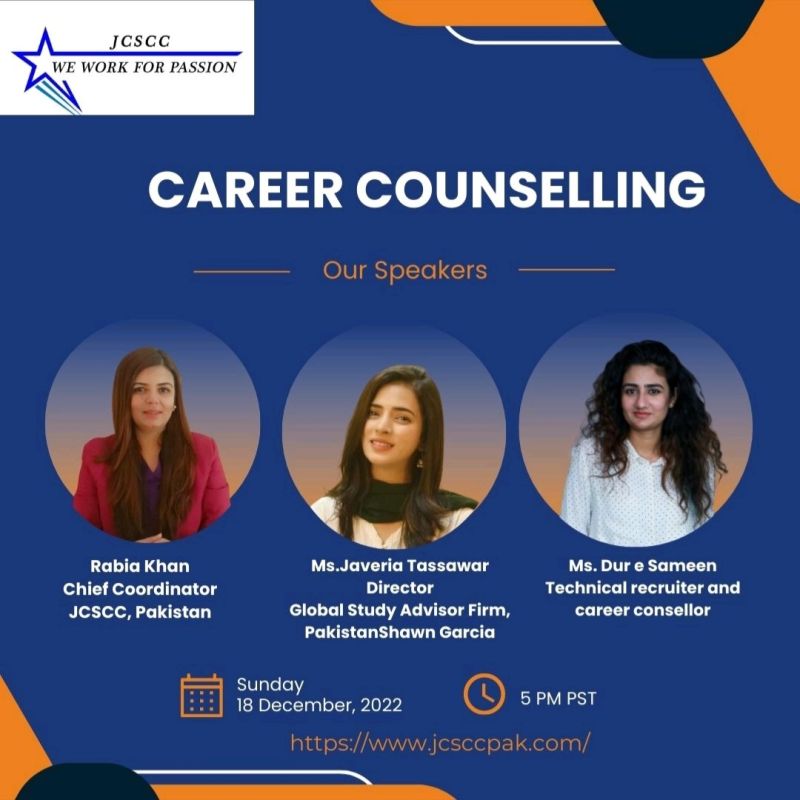 JCSCC
WE WORK FOR PASSION
CAREER COUNSELLING
Our Speakers
Rabia Khan
Chief Coordinator
JCSCC, Pakistan
Ms.Javeria Tassawar
Director
Global Study Advisor Firm,
PakistanShawn Garcia
Ms. Dur e Sameen
Technical recruiter and
career consellor
Sunday
18 December, 2022
5 PM PST
https://www.jcsccpak.com/